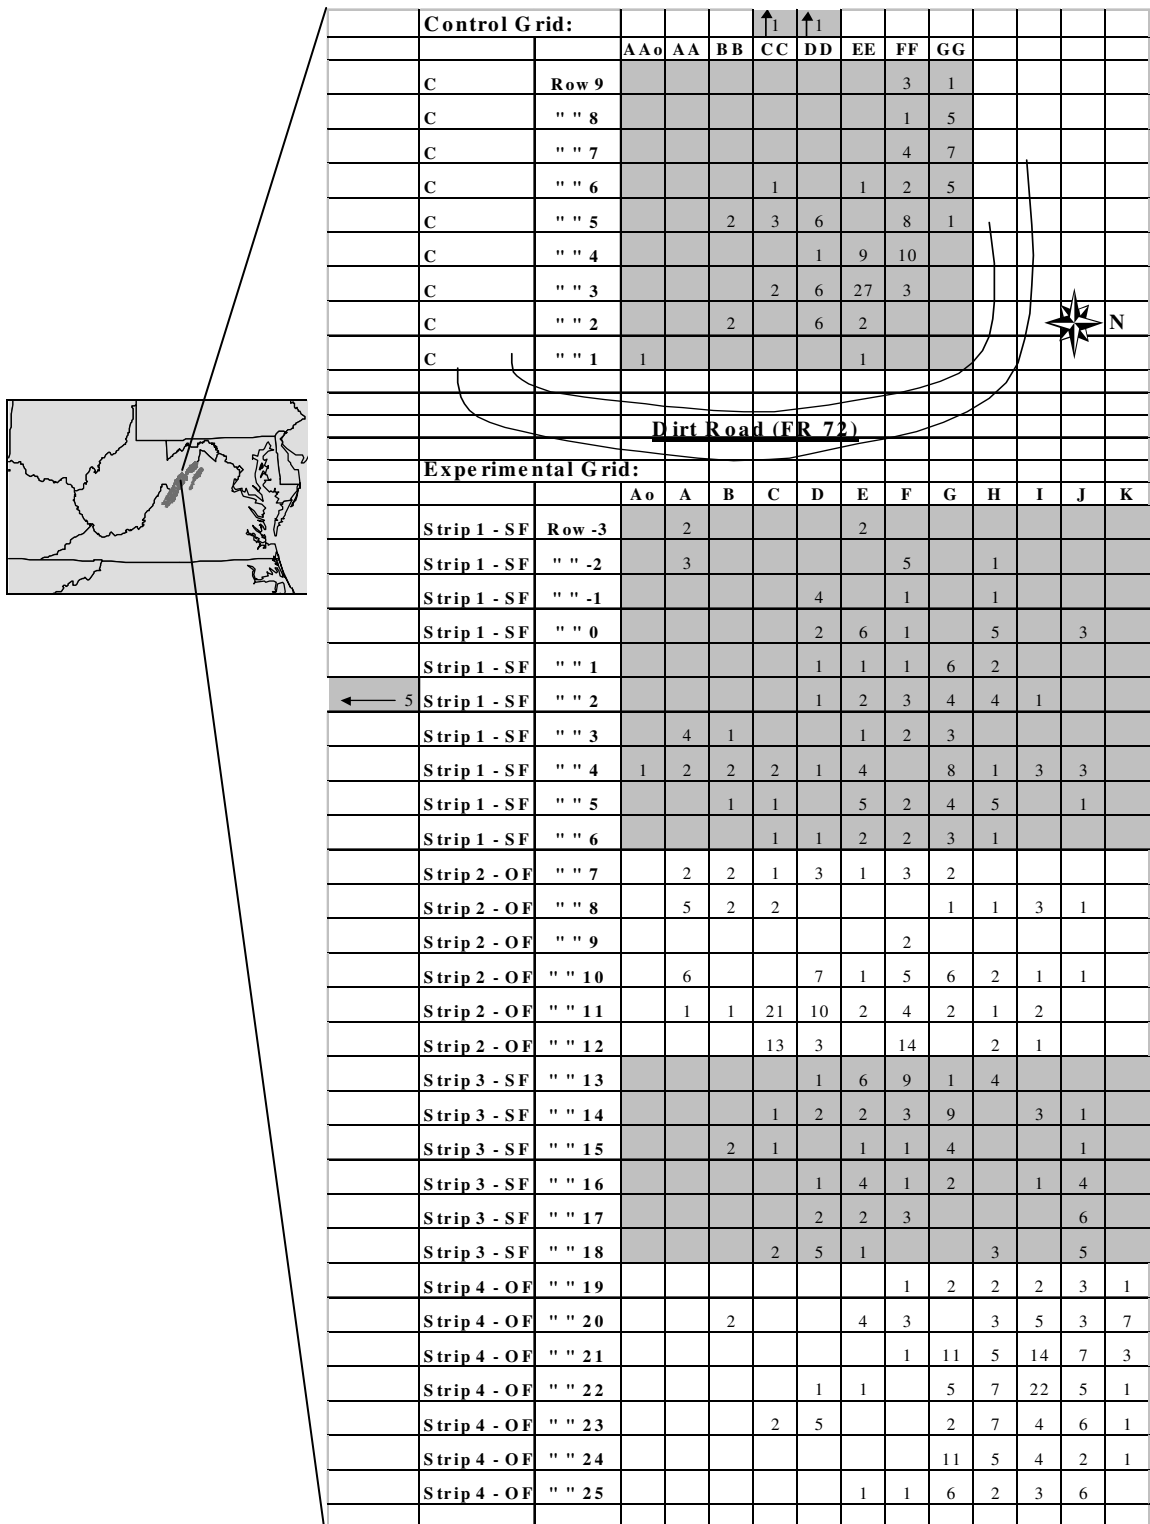 Control Grid: 1 1
AAo AA BB CC DD EE FF GG
C Row 9 3 1
C " " 8 1 5
C " " 7 4 7
C " " 6 1 1 2 5
C " " 5 2 3 6 8 1
C " " 4 1 9 10
C " " 3 2 6 27 3
C " " 2 2 6 2
N
C " " 1 1 1
Dirt Road (FR 72)
Experimental Grid:
Ao A B C D E F G H I J K
Strip 1 - SF Row -3 2 2
Strip 1 - SF " " -2 3 5 1
Strip 1 - SF " " -1 4 1 1
Strip 1 - SF " " 0 2 6 1 5 3
Strip 1 - SF " " 1 1 1 1 6 2
5 Strip 1 - SF " " 2 1 2 3 4 4 1
Strip 1 - SF " " 3 4 1 1 2 3
Strip 1 - SF " " 4 1 2 2 2 1 4 8 1 3 3
Strip 1 - SF " " 5 1 1 5 2 4 5 1
Strip 1 - SF " " 6 1 1 2 2 3 1
Strip 2 - OF " " 7 2 2 1 3 1 3 2
Strip 2 - OF " " 8 5 2 2 1 1 3 1
Strip 2 - OF " " 9 2
Strip 2 - OF " " 10 6 7 1 5 6 2 1 1
Strip 2 - OF " " 11 1 1 21 10 2 4 2 1 2
Strip 2 - OF " " 12 13 3 14 2 1
Strip 3 - SF " " 13 1 6 9 1 4
Strip 3 - SF " " 14 1 2 2 3 9 3 1
Strip 3 - SF " " 15 2 1 1 1 4 1
Strip 3 - SF " " 16 1 4 1 2 1 4
Strip 3 - SF " " 17 2 2 3 6
Strip 3 - SF " " 18 2 5 1 3 5
Strip 4 - OF " " 19 1 2 2 2 3 1
Strip 4 - OF " " 20 2 4 3 3 5 3 7
Strip 4 - OF " " 21 1 11 5 14 7 3
Strip 4 - OF " " 22 1 1 5 7 22 5 1
Strip 4 - OF " " 23 2 5 2 7 4 6 1
Strip 4 - OF " " 24 11 5 4 2 1
Strip 4 - OF " " 25 1 1 6 2 3 6